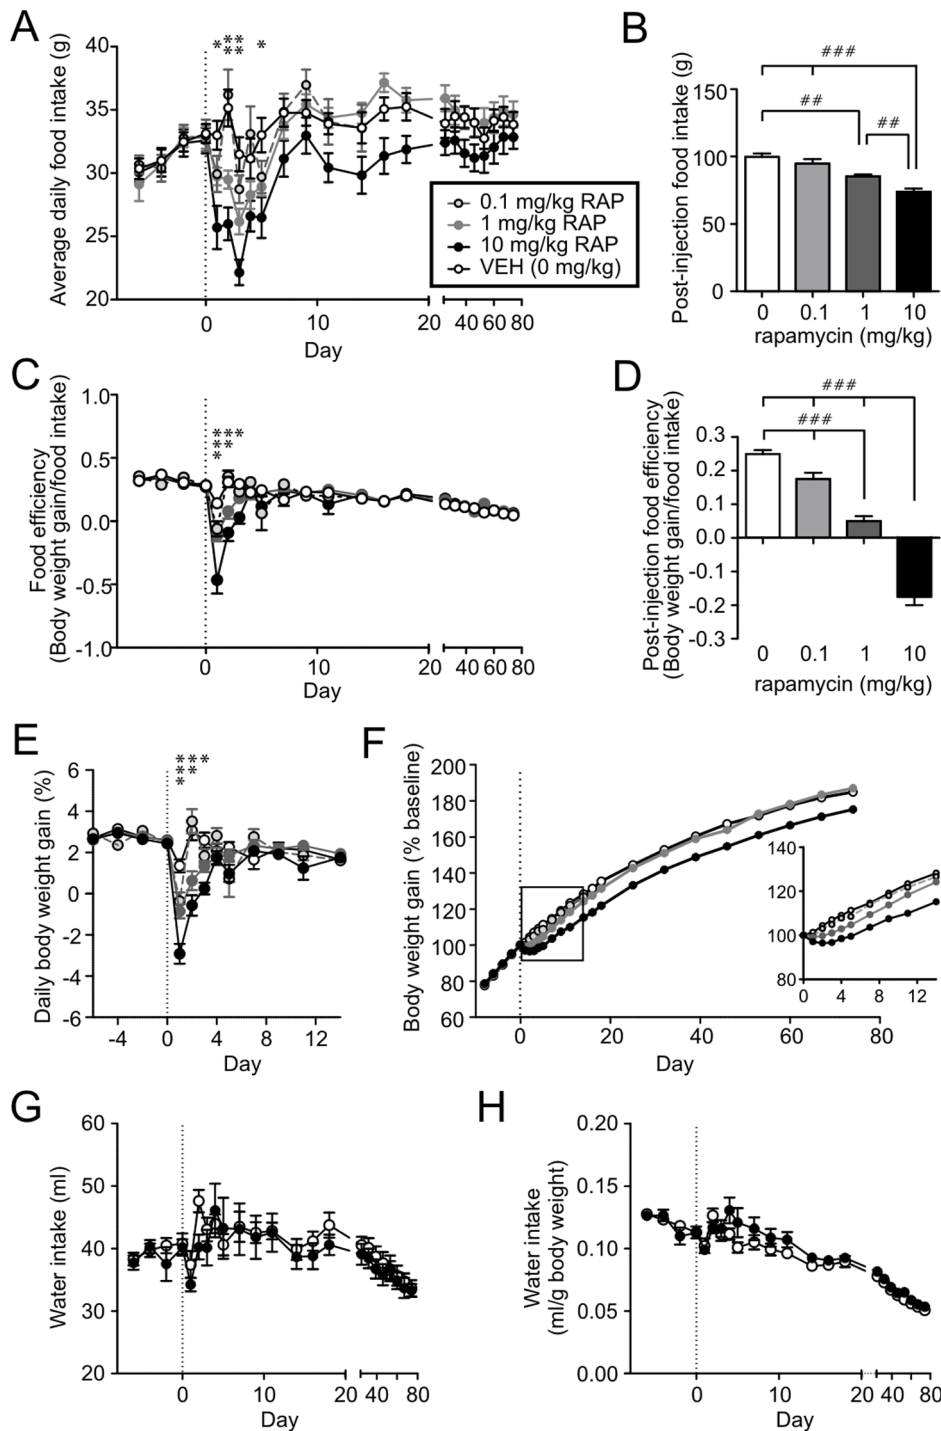 A
Average daily food intake (g)
40
35
30
25
20
* ** ** *
0.1 mg/kg RAP
1 mg/kg RAP
10 mg/kg RAP
VEH (0 mg/kg)
0 10 20 40 60 80
Day
B
Post-injection food intake (g)
150
100
50
0
###
##
##
0 0.1 1 10
rapamycin (mg/kg)
C
Food efficiency
(Body weight gain/food intake)
1.0
0.5
0.0
-0.5
-1.0
*** *** *
0 10 20 40 60 80
Day
D
Post-injection food efficiency
(Body weight gain/food intake)
0.3
0.2
0.1
0.0
-0.1
-0.2
-0.3
###
###
0 0.1 1 10
rapamycin (mg/kg)
E
Daily body weight gain (%)
6
4
2
0
-2
-4
-6
*** *** *
-4 0 4 8 12
Day
F
Body weight gain (% baseline)
200
180
160
140
120
100
80
60
0 20 40 60 80
Day
140
120
100
80
0 4 8 12
G
Water intake (ml)
60
50
40
30
20
0 10 20 40 60 80
Day
H
Water intake
(ml/g body weight)
0.20
0.15
0.10
0.05
0.00
0 10 20 40 60 80
Day